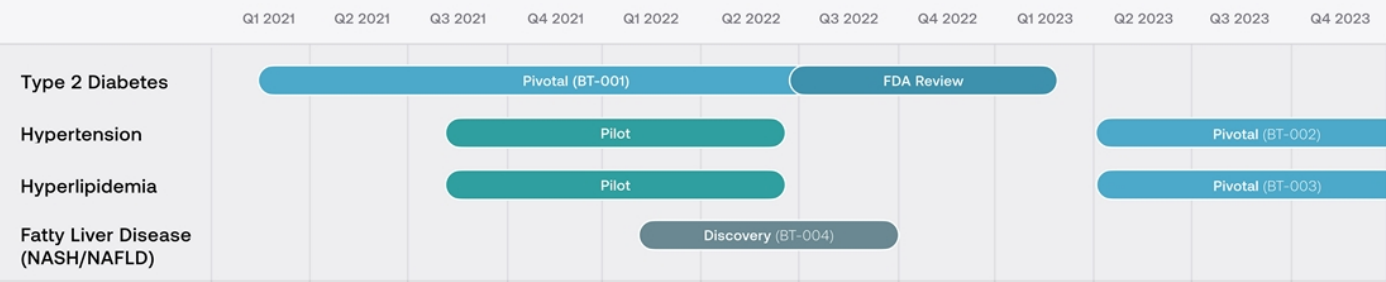 Q1 2021 Q2 2021 Q3 2021 Q4 2021 Q1 2022 Q2 2022 Q3 2022 Q4 2022 Q1 2023 Q2 2023 Q3 2023 Q4 2023
Type 2 Diabetes Pivotal (BT-001) FDA Review
Hypertension Pilot Pivotal (BT-002)
Hyperlipidemia Pilot Pivotal (BT-003)
Fatty Liver Disease Discovery (BT-004)
(NASH/NAFLD)